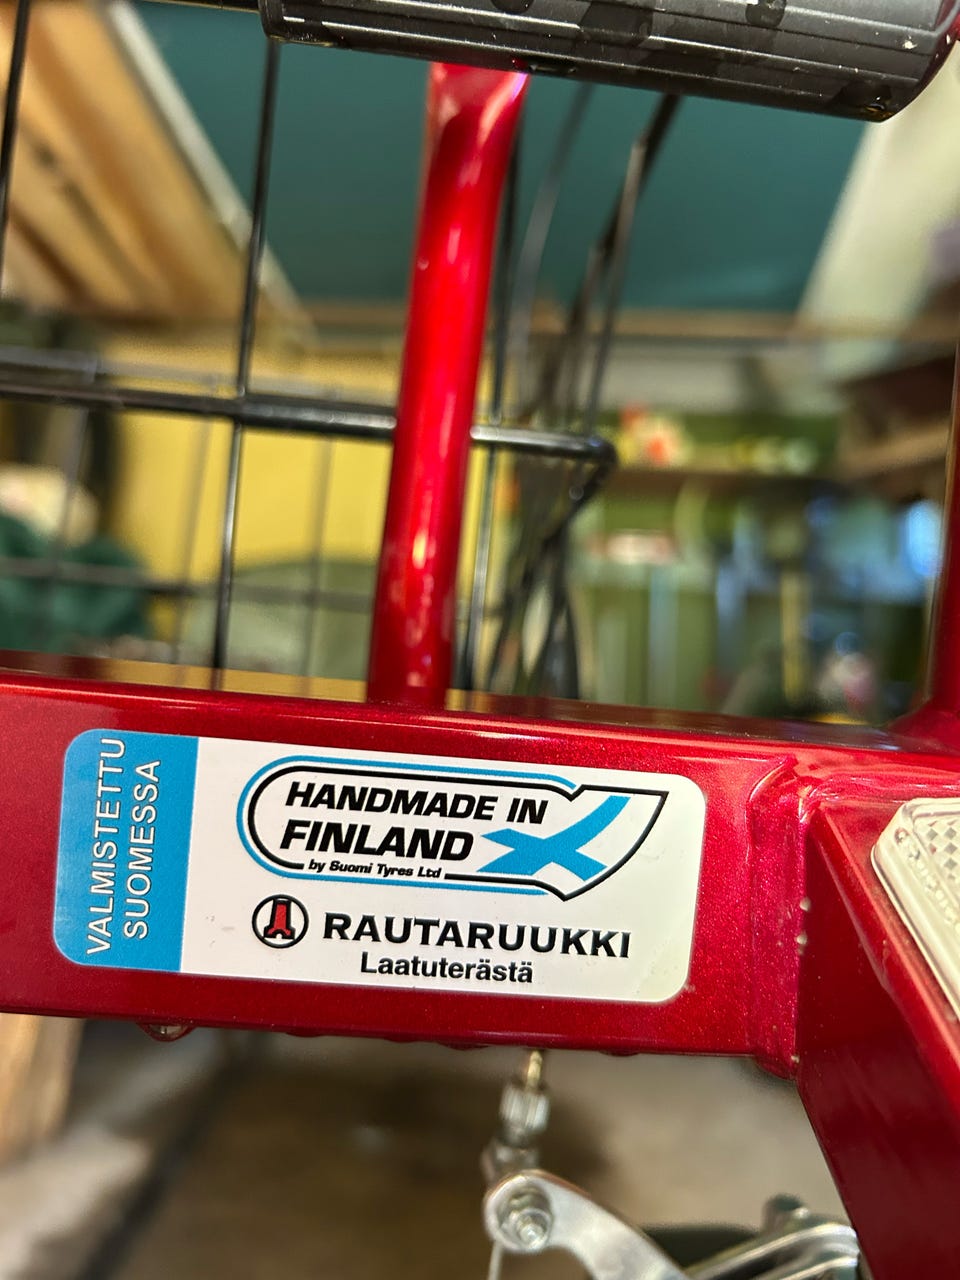 VALMISTETTU
SUOMESSA
HANDMADE IN
FINLAND
by Suomi Tyres Ltd
RAUTARUUKKI
Laatuterästä